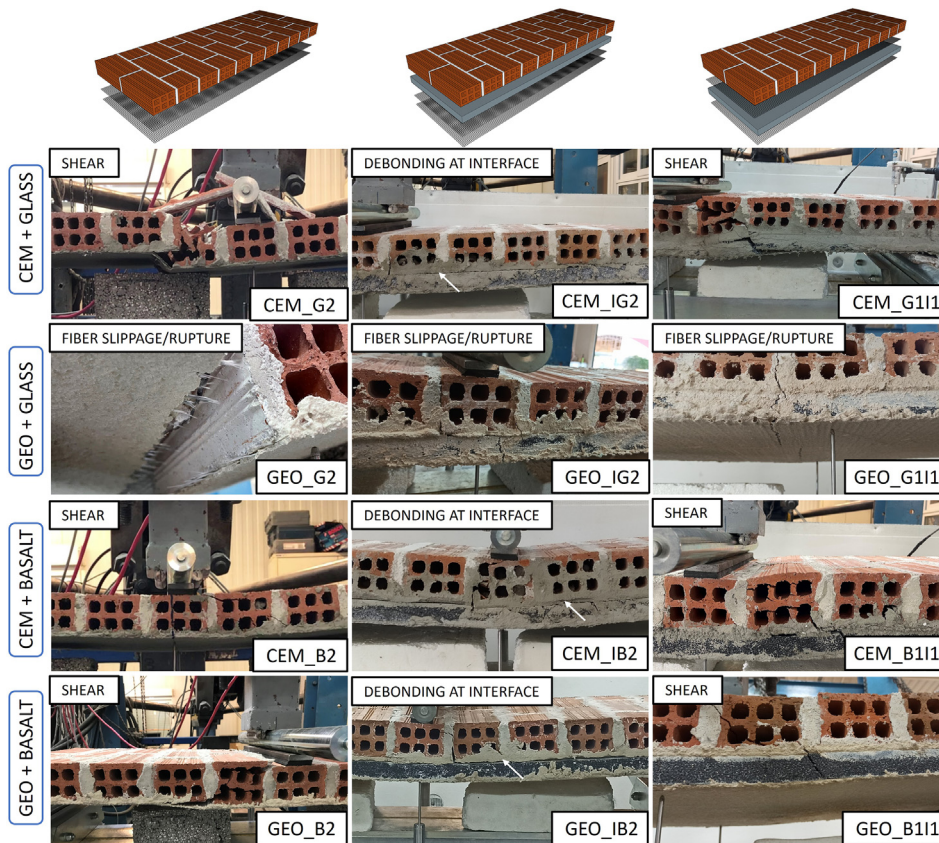 CEM + GLASS
SHEAR
CEM_G2
DEBONDING AT INTERFACE
CEM_IG2
SHEAR
CEM_G1I1
GEO + GLASS
FIBER SLIPPAGE/RUPTURE
GEO_G2
FIBER SLIPPAGE/RUPTURE
GEO_IG2
FIBER SLIPPAGE/RUPTURE
GEO_G1I1
CEM + BASALT
SHEAR
CEM_B2
DEBONDING AT INTERFACE
CEM_IB2
SHEAR
CEM_B1I1
GEO + BASALT
SHEAR
GEO_B2
DEBONDING AT INTERFACE
GEO_IB2
SHEAR
GEO_B1I1